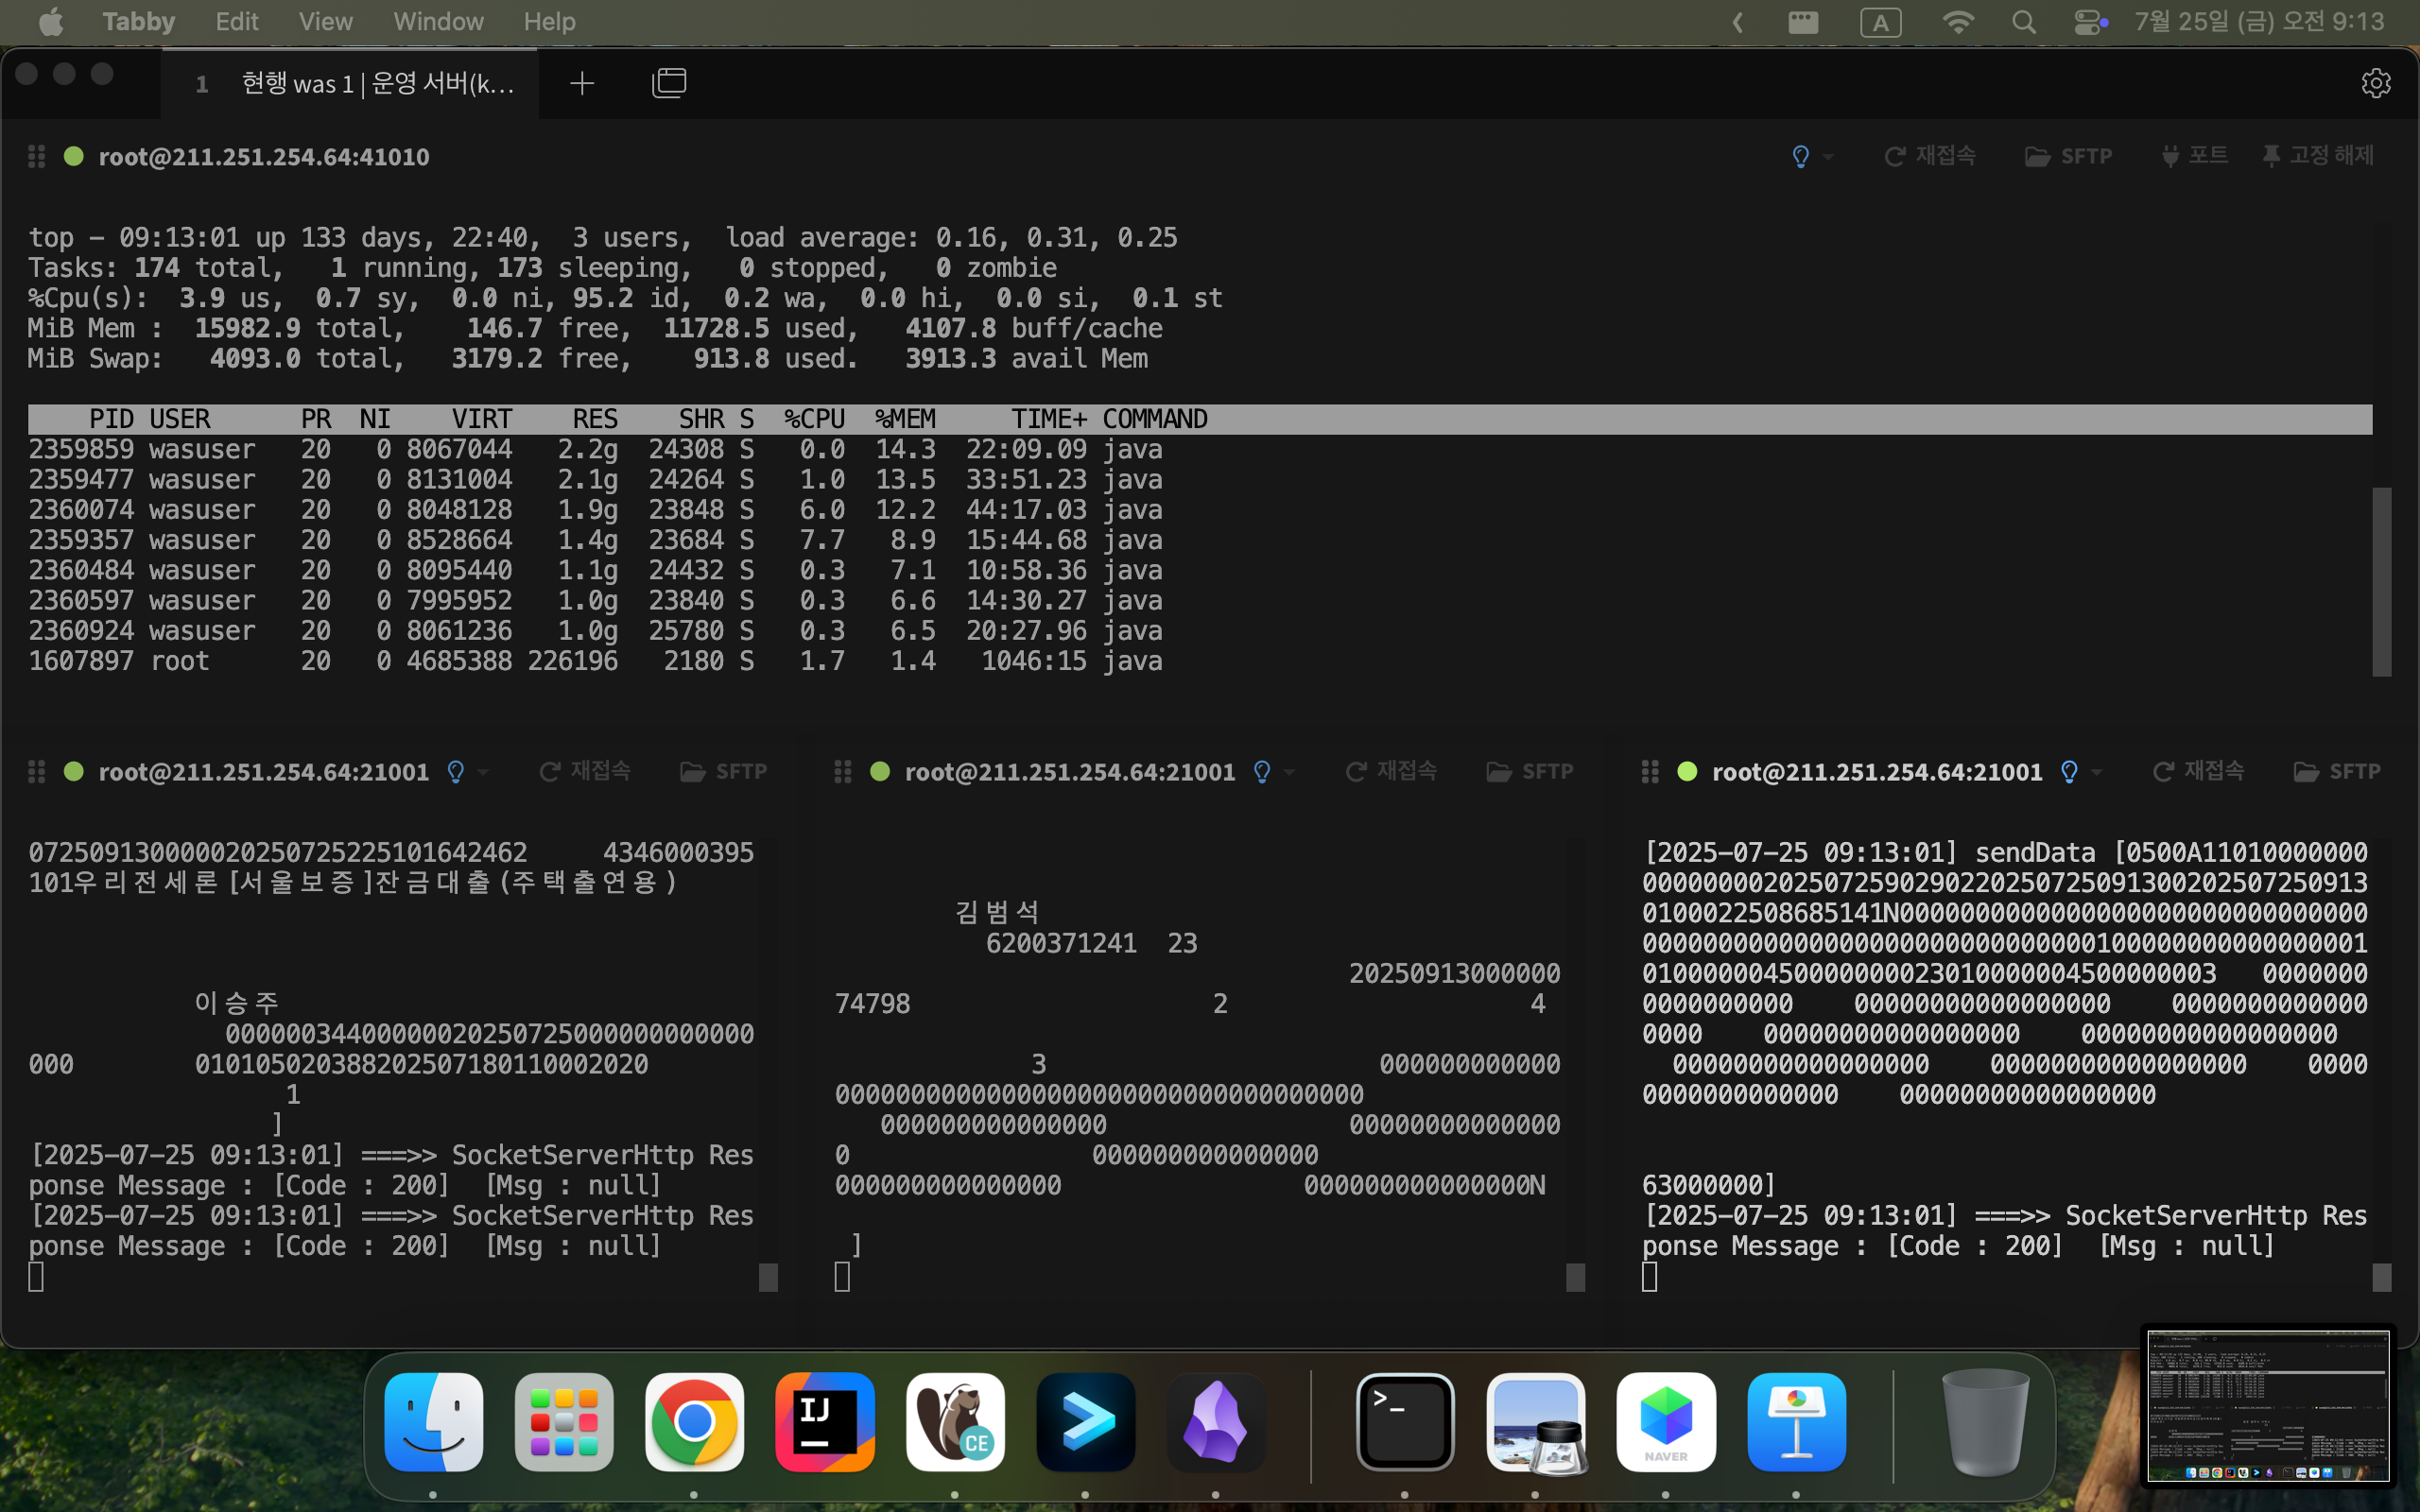 Tabby Edit View Window Help A 7월 25일 (금) 오전 9:13
1 현행 was 1 | 운영 서버(k...
root@211.251.254.64:41010 재접속 SFTP 포트 고정 해제
top - 09:13:01 up 133 days, 22:40, 3 users, load average: 0.16, 0.31, 0.25
Tasks: 174 total, 1 running, 173 sleeping, 0 stopped, 0 zombie
%Cpu(s): 3.9 us, 0.7 sy, 0.0 ni, 95.2 id, 0.2 wa, 0.0 hi, 0.0 si, 0.1 st
MiB Mem : 15982.9 total, 146.7 free, 11728.5 used, 4107.8 buff/cache
MiB Swap: 4093.0 total, 3179.2 free, 913.8 used. 3913.3 avail Mem
PID USER PR NI VIRT RES SHR S %CPU %MEM TIME+ COMMAND
2359859 wasuser 20 0 8067044 2.2g 24308 S 0.0 14.3 22:09.09 java
2359477 wasuser 20 0 8131004 2.1g 24264 S 1.0 13.5 33:51.23 java
2360074 wasuser 20 0 8048128 1.9g 23848 S 6.0 12.2 44:17.03 java
2359357 wasuser 20 0 8528664 1.4g 23684 S 7.7 8.9 15:44.68 java
2360484 wasuser 20 0 8095440 1.1g 24432 S 0.3 7.1 10:58.36 java
2360597 wasuser 20 0 7995952 1.0g 23840 S 0.3 6.6 14:30.27 java
2360924 wasuser 20 0 8061236 1.0g 25780 S 0.3 6.5 20:27.96 java
1607897 root 20 0 4685388 226196 2180 S 1.7 1.4 1046:15 java
root@211.251.254.64:21001 재접속 SFTP
072509130000020250725225101642462 4346000395
101우리전세론 [서울보증]잔금대출(주택출연용)
이승주
00000034400000020250725000000000000
000 010105020388202507180110002020
1
]
[2025-07-25 09:13:01] ===>> SocketServerHttp Res
ponse Message : [Code : 200] [Msg : null]
[2025-07-25 09:13:01] ===>> SocketServerHttp Res
ponse Message : [Code : 200] [Msg : null]
root@211.251.254.64:21001 재접속 SFTP
김범석
6200371241 23
20250913000000
74798 2 4
3 000000000000
00000000000000000000000000000000000
000000000000000 00000000000000
0 000000000000000
000000000000000 000000000000000N
]
root@211.251.254.64:21001 재접속 SFTP
[2025-07-25 09:13:01] sendData [0500A11010000000
000000002025072590290220250725091300202507250913
0100022508685141N0000000000000000000000000000000
000000000000000000000000000000100000000000000001
01000000450000000023010000004500000003 0000000
0000000000 00000000000000000 0000000000000
0000 00000000000000000 00000000000000000
00000000000000000 00000000000000000 0000
0000000000000 00000000000000000
63000000]
[2025-07-25 09:13:01] ===>> SocketServerHttp Res
ponse Message : [Code : 200] [Msg : null]
IJ
CE
>_
NAVER